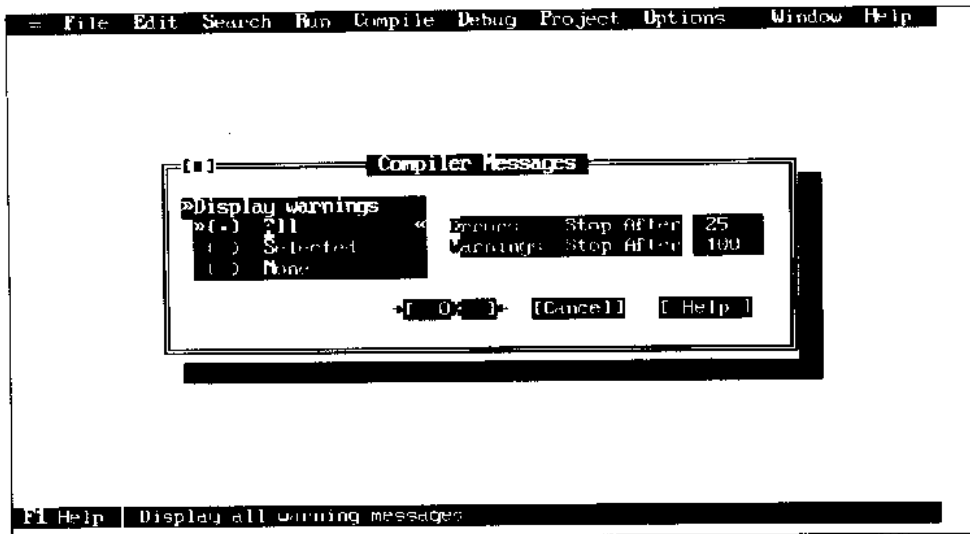 ≡ File Edit Search Run Compile Debug Project Options Window Help
[■] Compiler Messages
»Display warnings
»(•) All «
( ) Selected
( ) None
Errors: Stop After 25
Warnings: Stop After 100
[ OK ] [Cancel] [ Help ]
F1 Help | Display all warning messages